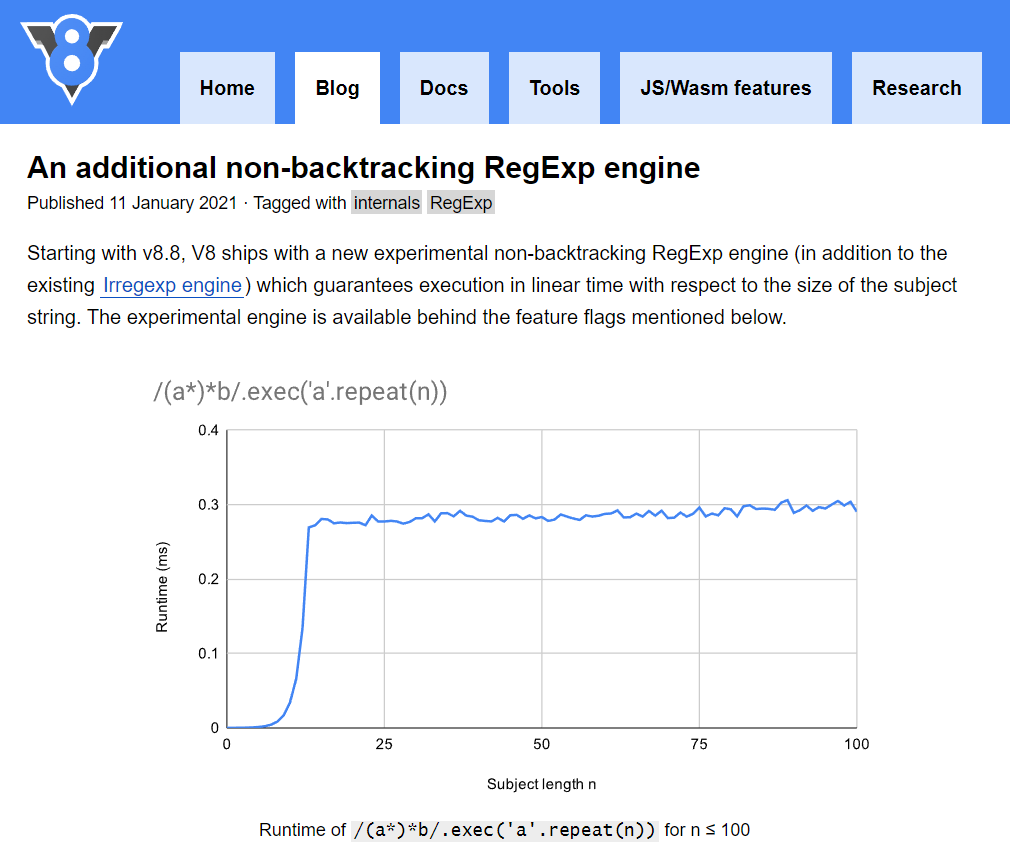 Home Blog Docs Tools JS/Wasm features Research
An additional non-backtracking RegExp engine
Published 11 January 2021 · Tagged with internals RegExp
Starting with v8.8, V8 ships with a new experimental non-backtracking RegExp engine (in addition to the
existing Irregexp engine) which guarantees execution in linear time with respect to the size of the subject
string. The experimental engine is available behind the feature flags mentioned below.
/(a*)*b/.exec('a'.repeat(n))
0.4
0.3
0.2
0.1
0
Runtime (ms)
0 25 50 75 100
Subject length n
Runtime of /(a*)*b/.exec('a'.repeat(n)) for n ≤ 100